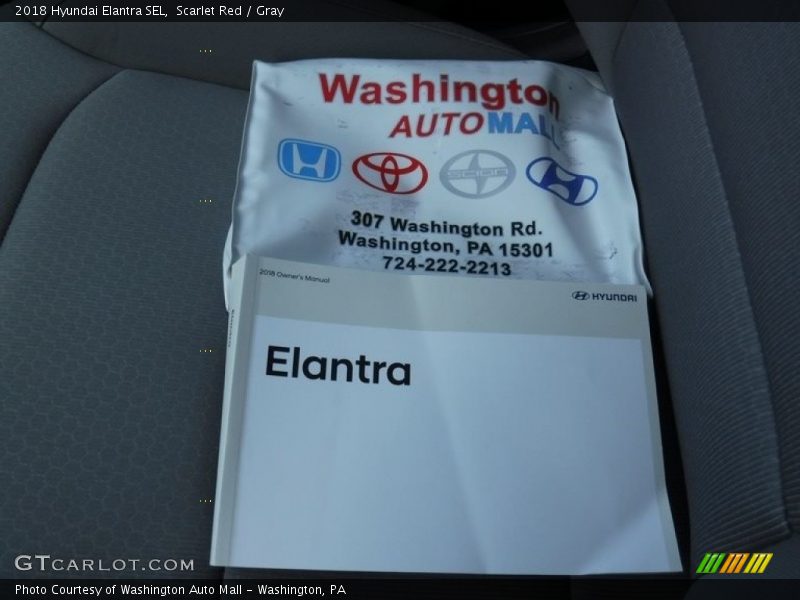 2018 Hyundai Elantra SEL, Scarlet Red / Gray
Washington
AUTOMALL
SCION
307 Washington Rd.
Washington, PA 15301
724-222-2213
2018 Owner's Manual
HYUNDAI
Elantra
GTCARLOT.COM
Photo Courtesy of Washington Auto Mall - Washington, PA